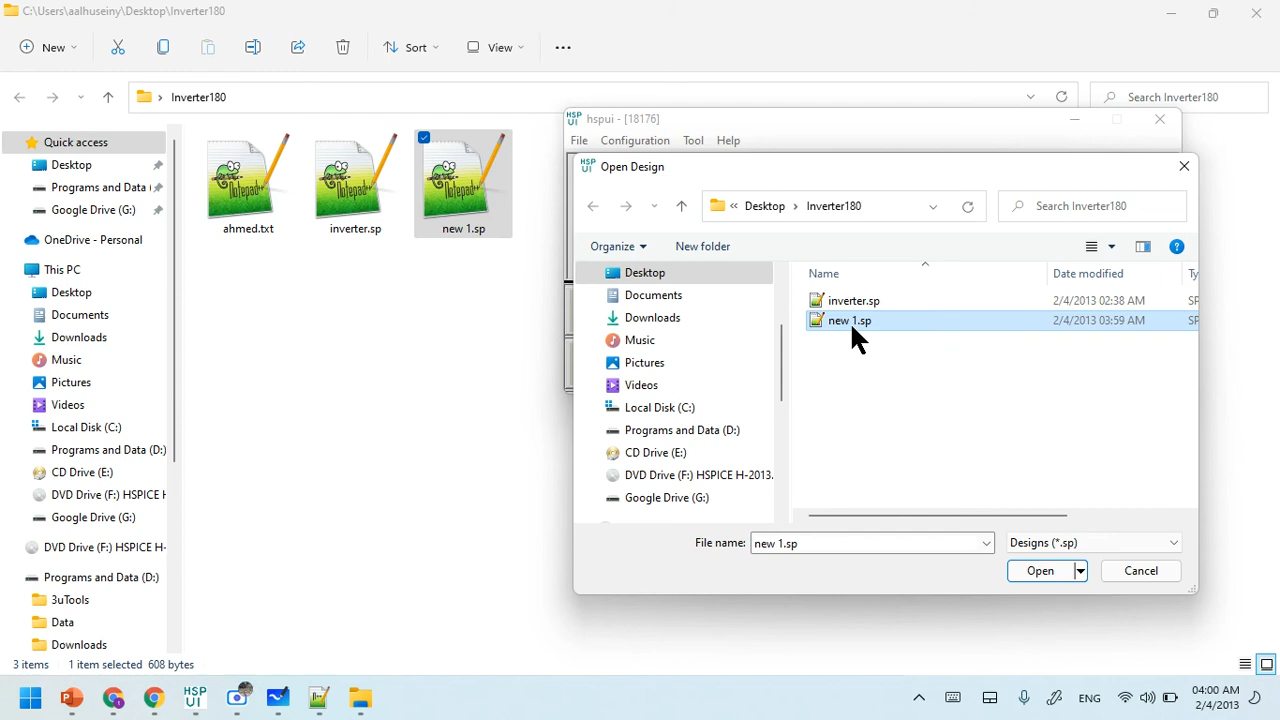 C:\Users\aalhuseiny\Desktop\Inverter180
New
Sort
View
Inverter180
Search Inverter180
Quick access
Desktop
Programs and Data (
Google Drive (G:)
OneDrive - Personal
This PC
Desktop
Documents
Downloads
Music
Pictures
Videos
Local Disk (C:)
Programs and Data (D:)
CD Drive (E:)
DVD Drive (F:) HSPICE H
Google Drive (G:)
DVD Drive (F:) HSPICE H-
Programs and Data (D:)
3uTools
Data
Downloads
Notepad++
ahmed.txt
Notepad++
inverter.sp
Notepad++
new 1.sp
HSP UI hspui - [18176]
File Configuration Tool Help
HSP UI Open Design
« Desktop Inverter180
Search Inverter180
Organize New folder
Desktop
Documents
Downloads
Music
Pictures
Videos
Local Disk (C:)
Programs and Data (D:)
CD Drive (E:)
DVD Drive (F:) HSPICE H-2013.
Google Drive (G:)
Name Date modified Ty
inverter.sp 2/4/2013 02:38 AM SP
new 1.sp 2/4/2013 03:59 AM SP
File name: new 1.sp Designs (*.sp)
Open Cancel
3 items 1 item selected 608 bytes
HSP UI
ENG
04:00 AM
2/4/2013